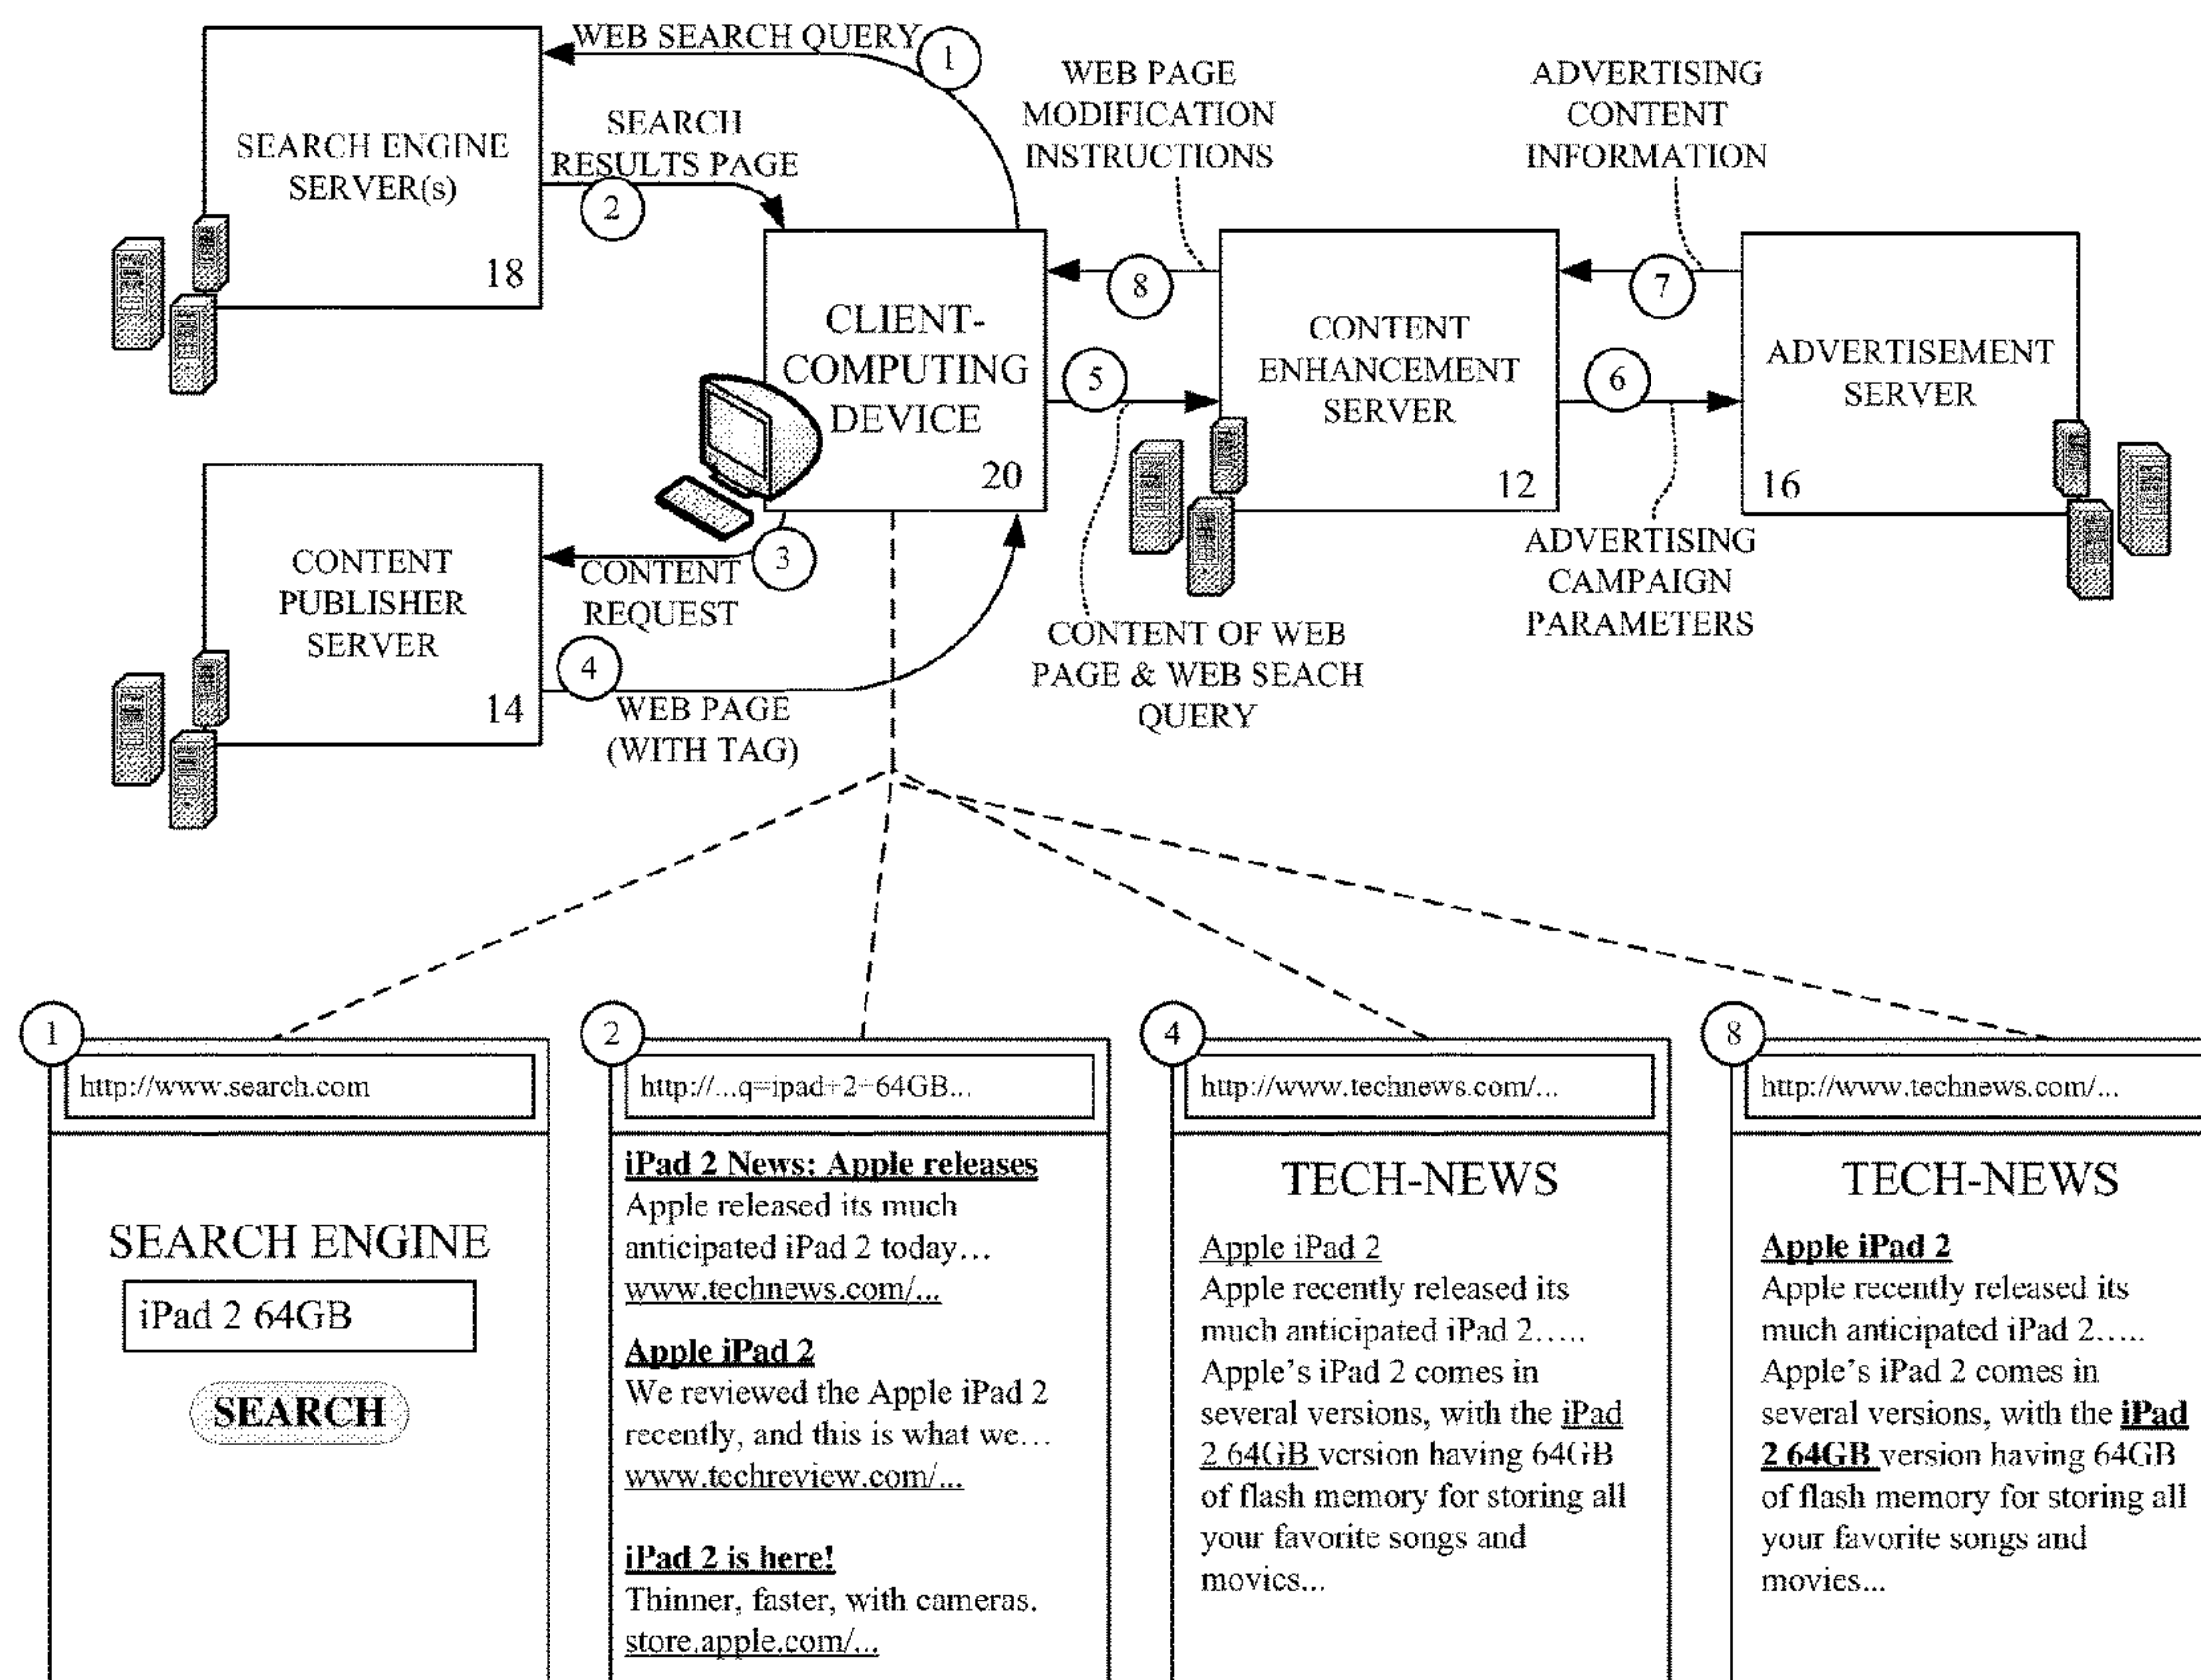 WEB SEARCH QUERY
1
SEARCH
RESULTS PAGE
2
SEARCH ENGINE
SERVER(s)
18
WEB PAGE
MODIFICATION
INSTRUCTIONS
ADVERTISING
CONTENT
INFORMATION
8
7
CLIENT-
COMPUTING
DEVICE
20
5
CONTENT
ENHANCEMENT
SERVER
12
6
ADVERTISEMENT
SERVER
16
CONTENT
PUBLISHER
SERVER
14
3
CONTENT
REQUEST
4
WEB PAGE
(WITH TAG)
CONTENT OF WEB
PAGE & WEB SEACH
QUERY
ADVERTISING
CAMPAIGN
PARAMETERS
1
http://www.search.com
SEARCH ENGINE
iPad 2 64GB
SEARCH
2
http://...q=ipad+2+64GB...
iPad 2 News: Apple releases
Apple released its much
anticipated iPad 2 today...
www.technews.com/...
Apple iPad 2
We reviewed the Apple iPad 2
recently, and this is what we...
www.techreview.com/...
iPad 2 is here!
Thinner, faster, with cameras.
store.apple.com/...
4
http://www.technews.com/...
TECH-NEWS
Apple iPad 2
Apple recently released its
much anticipated iPad 2.....
Apple's iPad 2 comes in
several versions, with the iPad
2 64GB version having 64GB
of flash memory for storing all
your favorite songs and
movies...
8
http://www.technews.com/...
TECH-NEWS
Apple iPad 2
Apple recently released its
much anticipated iPad 2.....
Apple's iPad 2 comes in
several versions, with the iPad
2 64GB version having 64GB
of flash memory for storing all
your favorite songs and
movies...